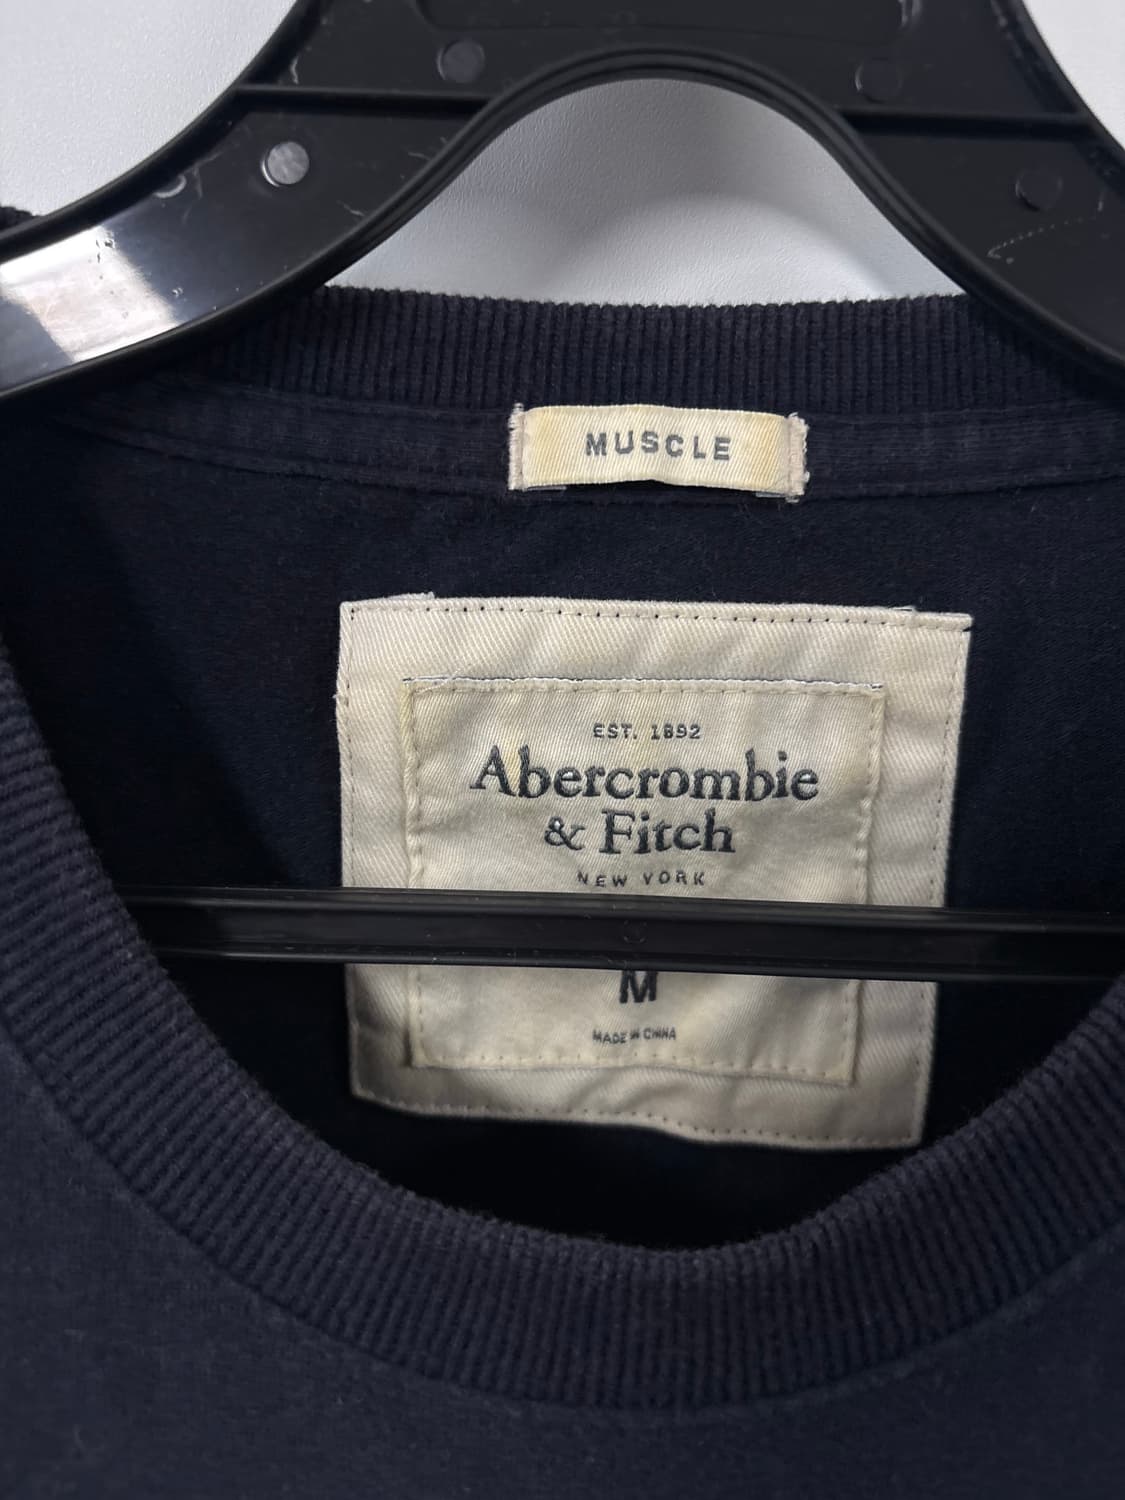 MUSCLE
EST. 1892
Abercrombie
& Fitch
NEW YORK
M
MADE IN CHINA